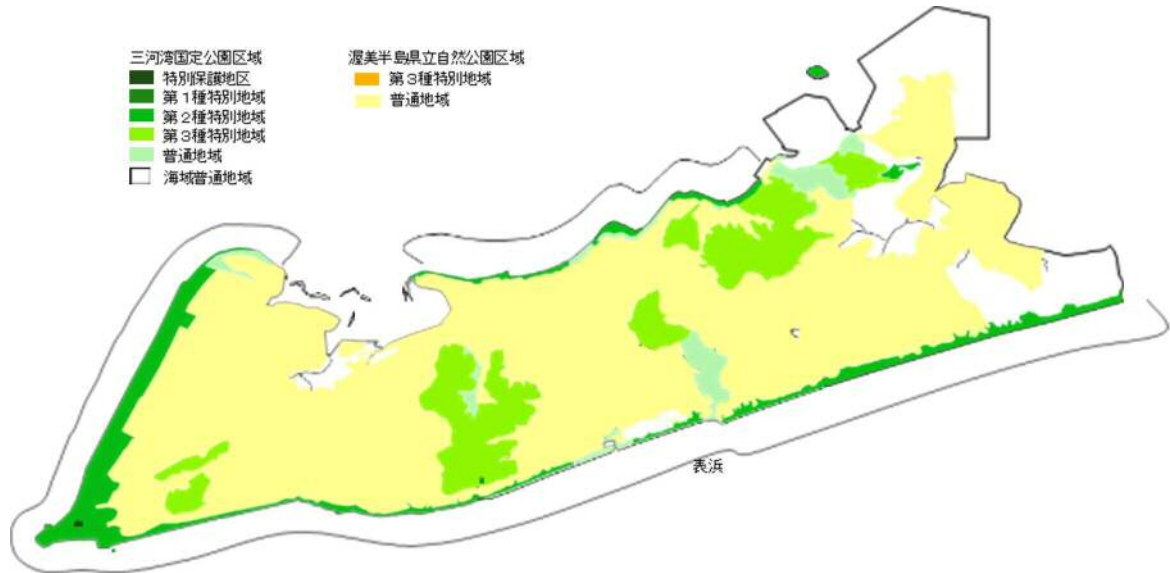 三河湾国定公園区域
特別保護地区
第1種特別地域
第2種特別地域
第3種特別地域
普通地域
海域普通地域
渥美半島県立自然公園区域
第3種特別地域
普通地域
表浜